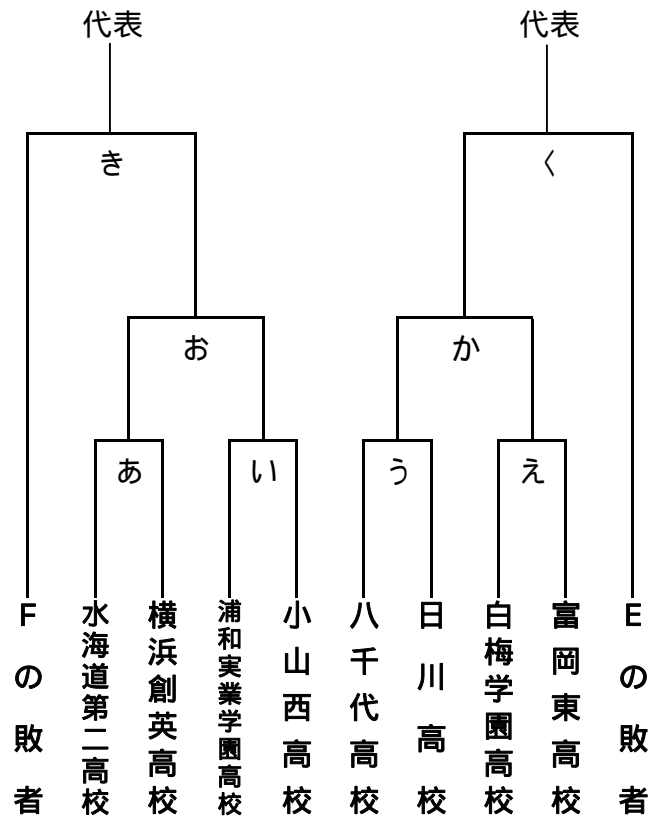 代表
代表
き
く
お
か
あ
い
う
え
Fの敗者
水海道第二高校
横浜創英高校
浦和実業学園高校
小山西高校
八千代高校
日川高校
白梅学園高校
富岡東高校
Eの敗者